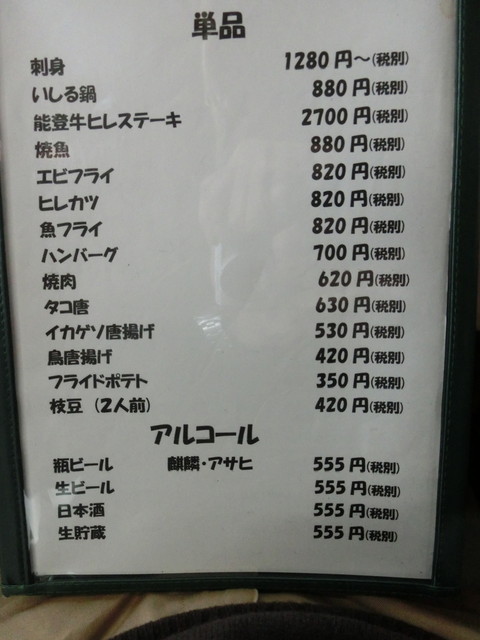 単品
刺身 1280円～(税別)
いしる鍋 880円(税別)
能登牛ヒレステーキ 2700円(税別)
焼魚 880円(税別)
エビフライ 820円(税別)
ヒレカツ 820円(税別)
魚フライ 820円(税別)
ハンバーグ 700円(税別)
焼肉 620円(税別)
タコ唐 630円(税別)
イカゲソ唐揚げ 530円(税別)
鳥唐揚げ 420円(税別)
フライドポテト 350円(税別)
枝豆（2人前） 420円(税別)
アルコール
瓶ビール 麒麟・アサヒ 555円(税別)
生ビール 555円(税別)
日本酒 555円(税別)
生貯蔵 555円(税別)